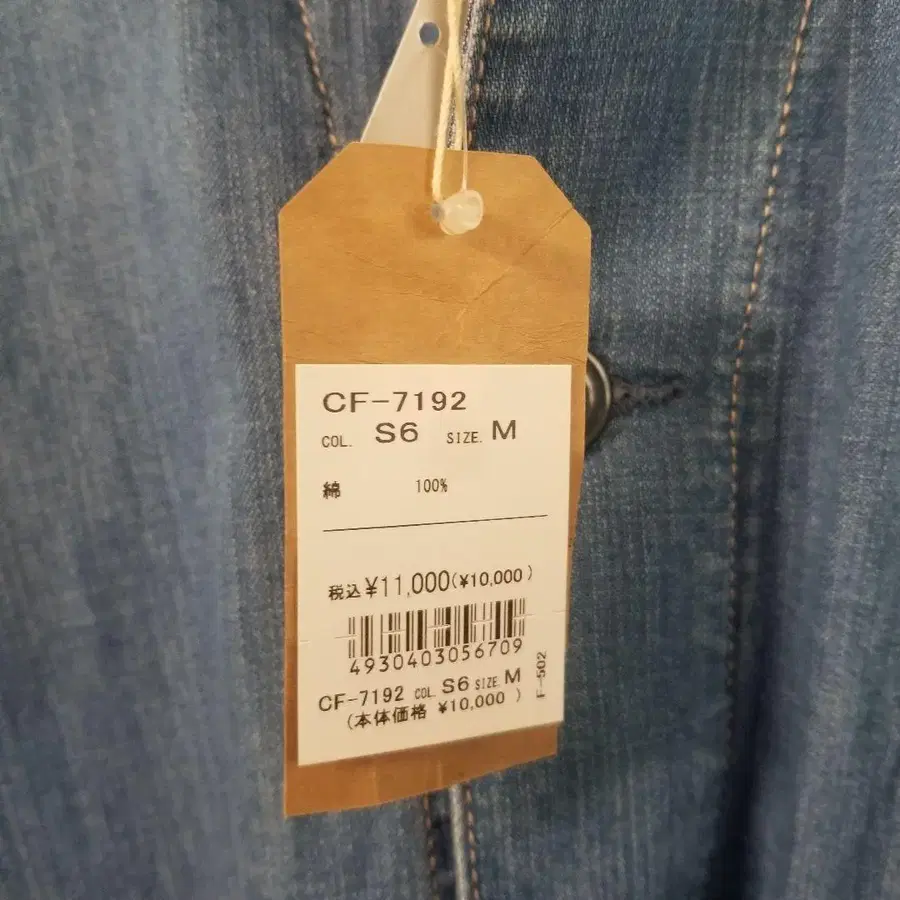 CF-7192
COL. S6 SIZE. M
綿 100%
税込¥11,000(¥10,000)
4930403056709
CF-7192 COL. S6 SIZE. M
(本体価格 ¥10,000 )
F-502